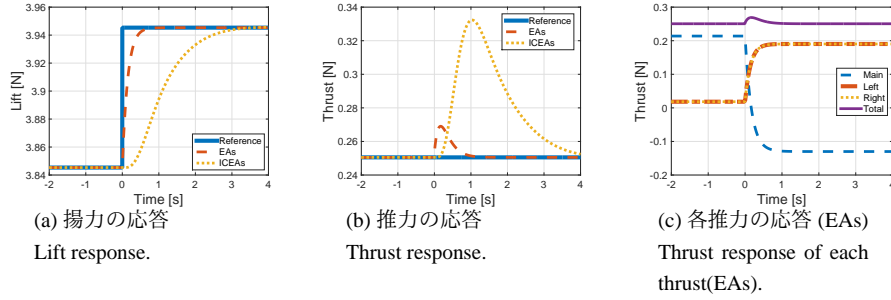 3.96
3.94
3.92
3.9
3.88
3.86
3.84
Lift [N]
-2 -1 0 1 2 3 4
Time [s]
Reference
EAs
ICEAs
(a) 揚力の応答
Lift response.
0.34
0.32
0.3
0.28
0.26
0.24
Thrust [N]
-2 -1 0 1 2 3 4
Time [s]
Reference
EAs
ICEAs
(b) 推力の応答
Thrust response.
0.3
0.2
0.1
0
-0.1
-0.2
Thrust [N]
-2 -1 0 1 2 3 4
Time [s]
Main
Left
Right
Total
(c) 各推力の応答 (EAs)
Thrust response of each
thrust(EAs).